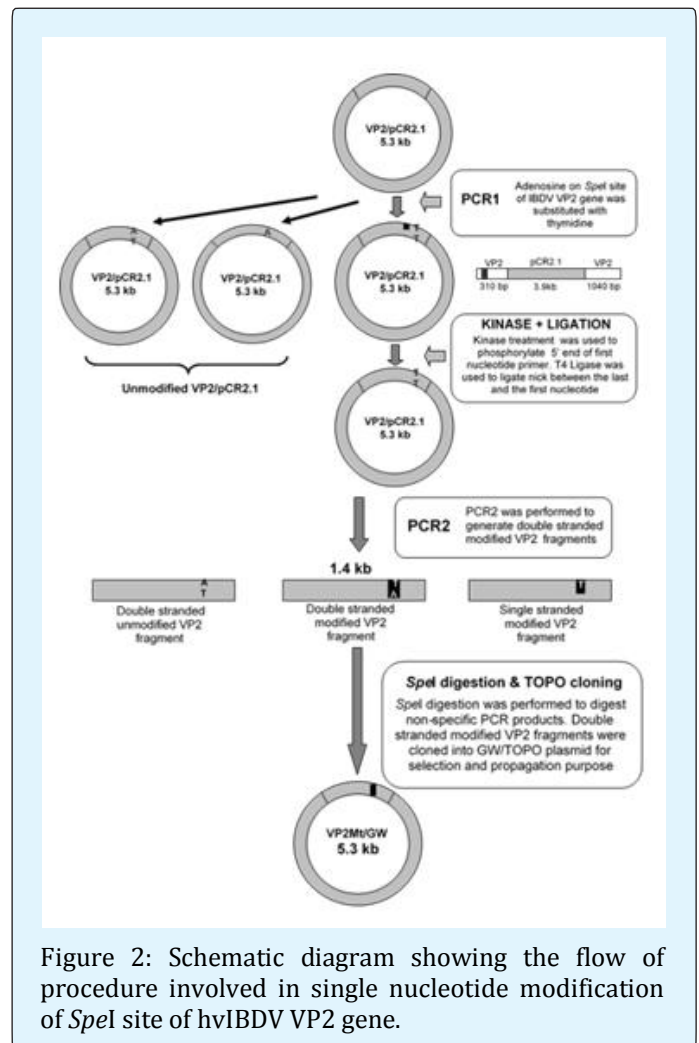 VP2/pCR2.1
5.3 kb
PCR1
Adenosine on SpeI site
of IBDV VP2 gene was
substituted with
thymidine
A
T
VP2/pCR2.1
5.3 kb
A
VP2/pCR2.1
5.3 kb
T
T
VP2/pCR2.1
5.3 kb
VP2
pCR2.1
VP2
310 bp
3.9kb
1040 bp
Unmodified VP2/pCR2.1
KINASE + LIGATION
Kinase treatment was used to
phosphorylate 5' end of first
nucleotide primer. T4 Ligase was
used to ligate nick between the last
and the first nucleotide
T
T
VP2/pCR2.1
5.3 kb
PCR2
PCR2 was performed to
generate double stranded
modified VP2 fragments
1.4 kb
A
T
A
Double stranded
unmodified VP2
fragment
Double stranded
modified VP2
fragment
Single stranded
modified VP2
fragment
SpeI digestion & TOPO cloning
SpeI digestion was performed to digest
non-specific PCR products. Double
stranded modified VP2 fragments were
cloned into GW/TOPO plasmid for
selection and propagation purpose
VP2Mt/GW
5.3 kb
Figure 2: Schematic diagram showing the flow of
procedure involved in single nucleotide modification
of SpeI site of hvIBDV VP2 gene.